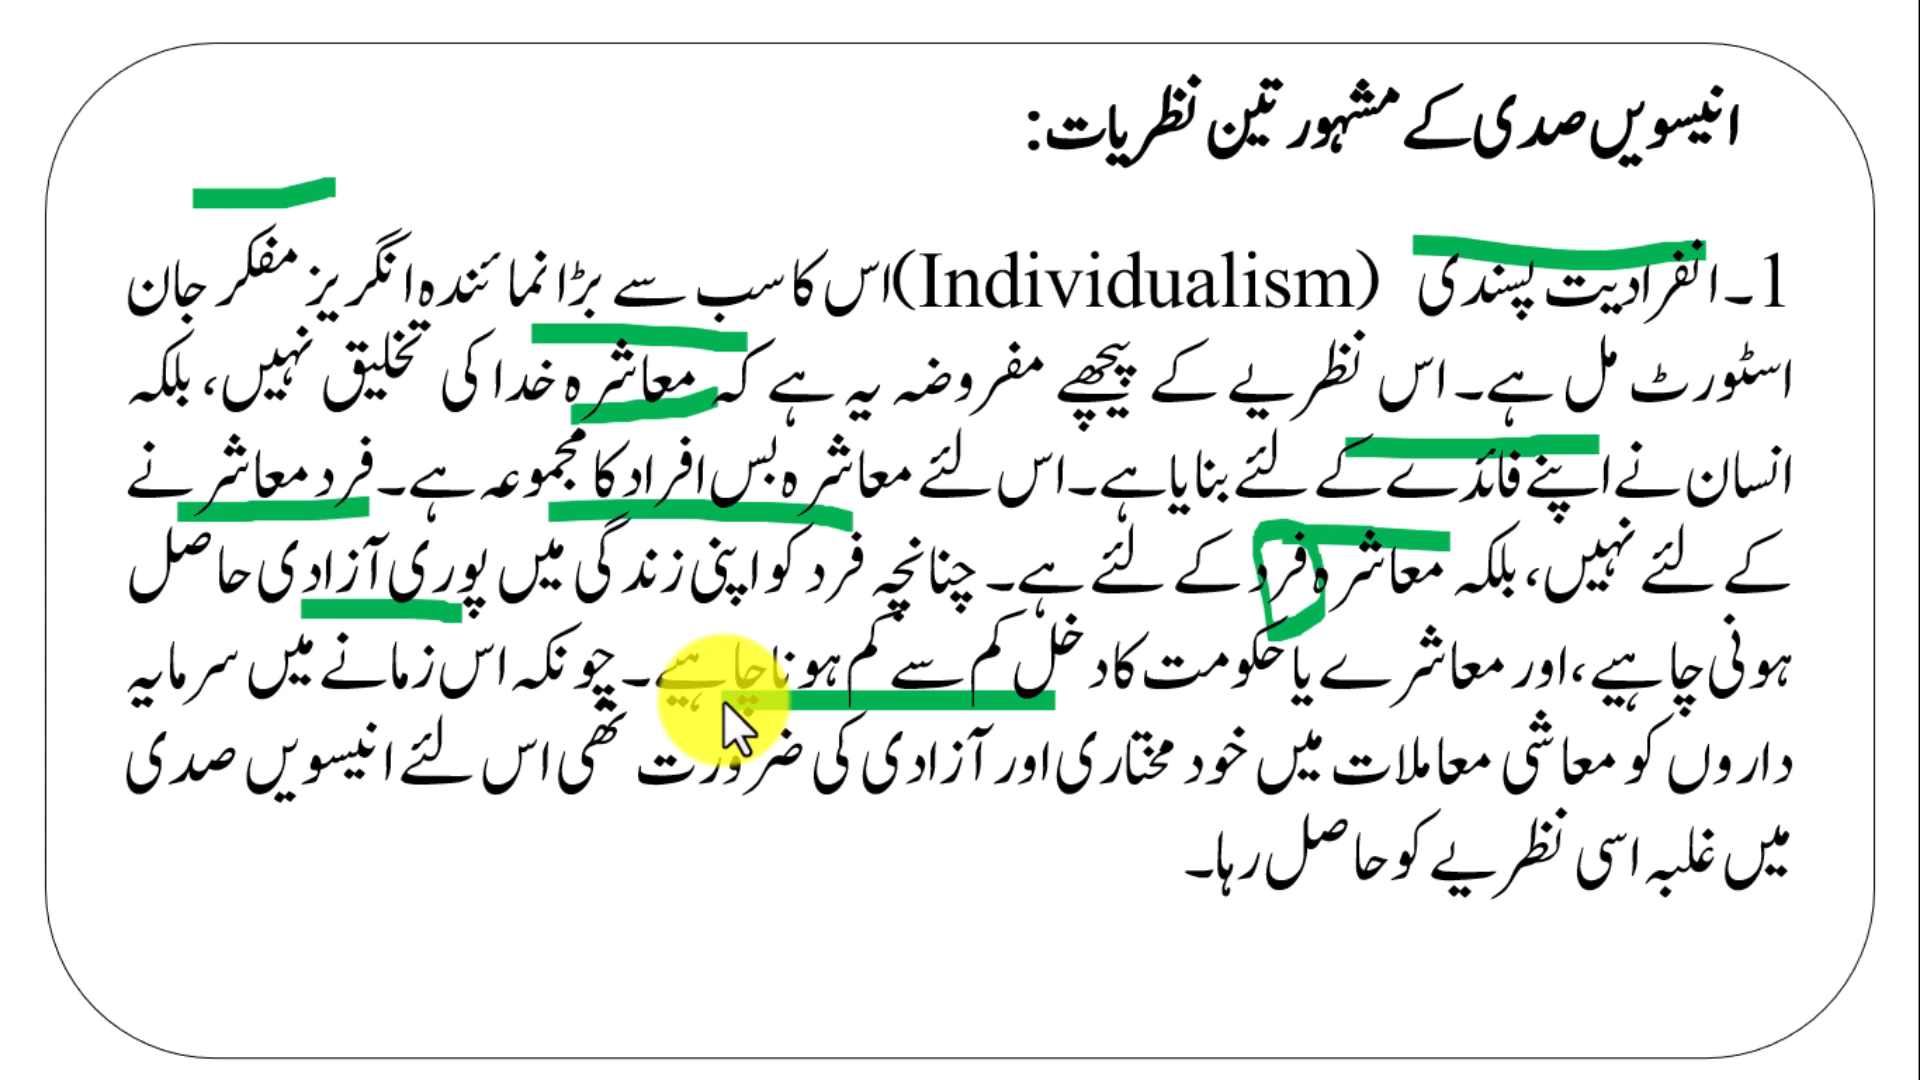 انیسویں صدی کے مشہور تین نظریات:
1۔ انفرادیت پسندی (Individualism)اس کا سب سے بڑا نمائندہ انگریز مفکر جان
اسٹورٹ مل ہے۔ اس نظریے کے پیچھے مفروضہ یہ ہے کہ معاشرہ خدا کی تخلیق نہیں، بلکہ
انسان نے اپنے فائدے کے لئے بنایا ہے۔ اس لئے معاشرہ بس افراد کا مجموعہ ہے۔ فرد معاشرنے
کے لئے نہیں، بلکہ معاشرہ فرد کے لئے ہے۔ چنانچہ فرد کو اپنی زندگی میں پوری آزادی حاصل
ہونی چاہیے، اور معاشرے یا حکومت کا دخل کم سے کم ہونا چاہیے۔ چونکہ اس زمانے میں سرمایہ
داروں کو معاشی معاملات میں خود مختاری اور آزادی کی ضرورت تھی اس لئے انیسویں صدی
میں غلبہ اسی نظریے کو حاصل رہا۔